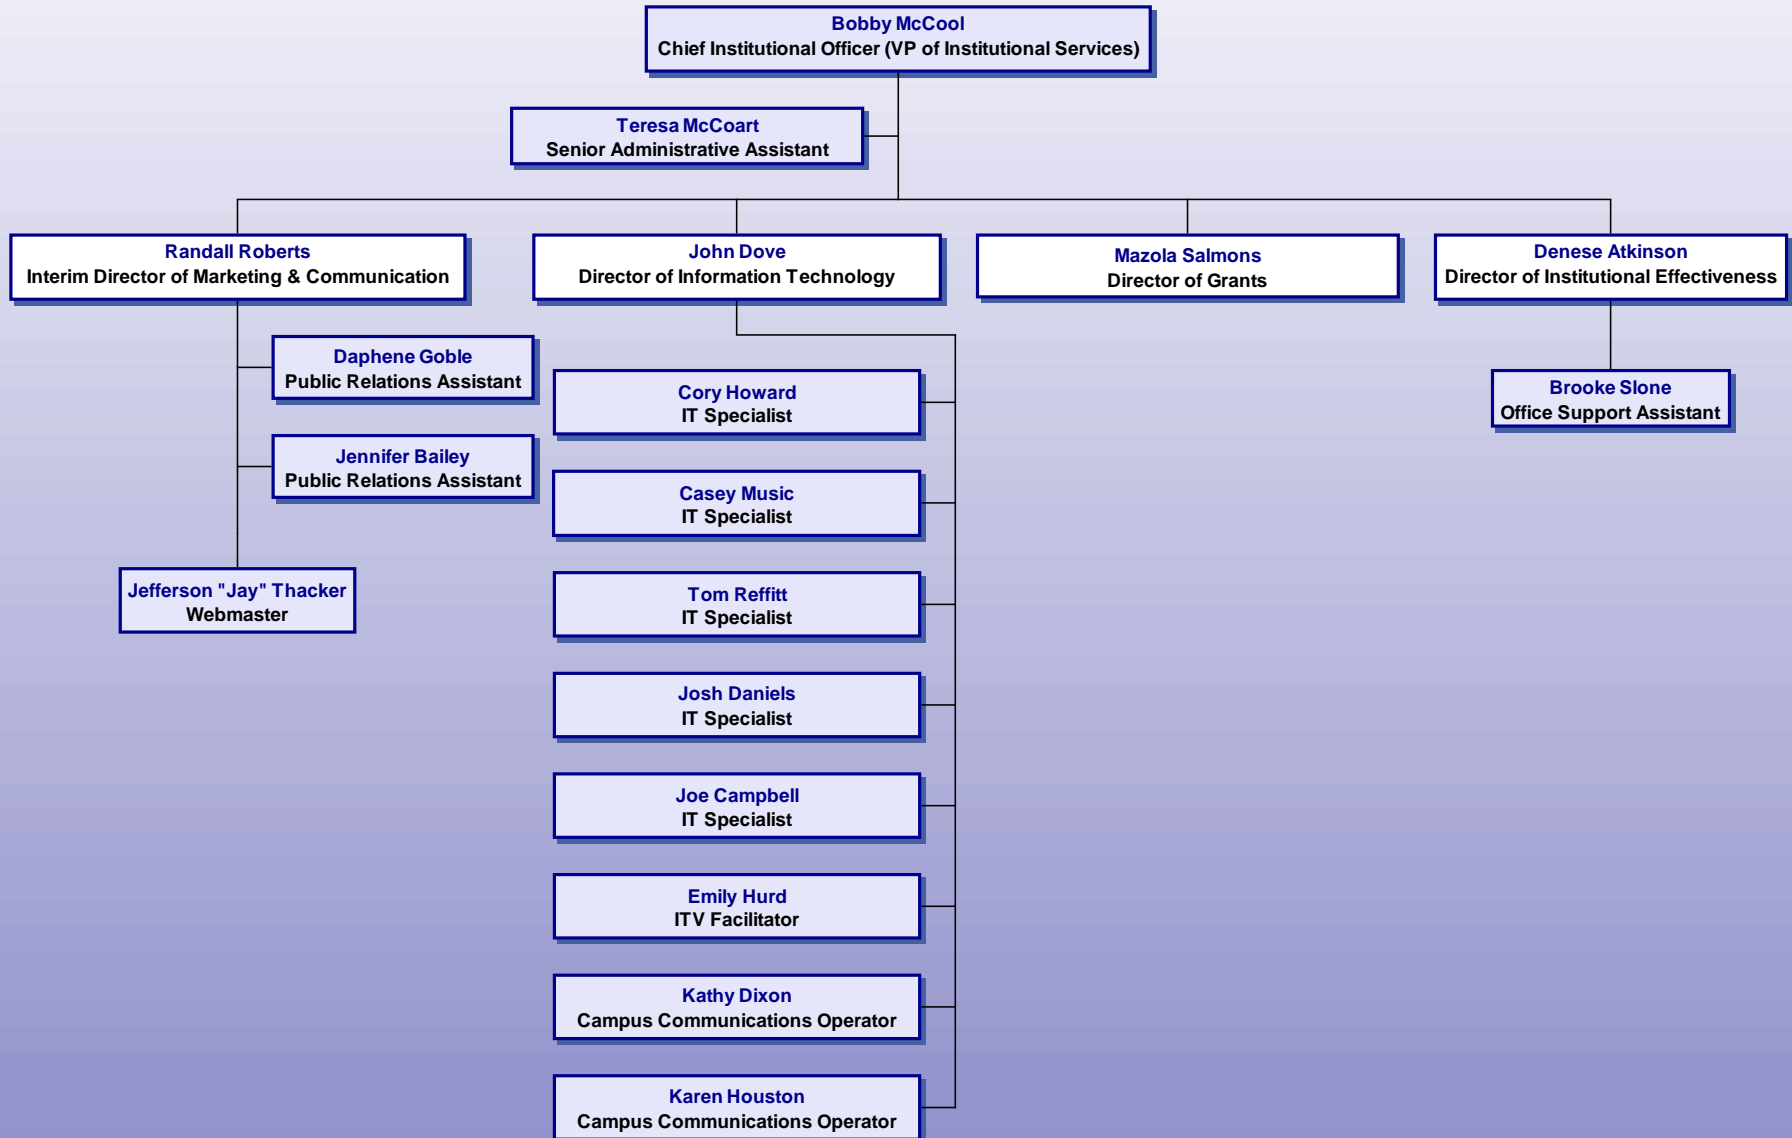 Bobby McCool
Chief Institutional Officer (VP of Institutional Services)
Teresa McCoart
Senior Administrative Assistant
Randall Roberts
Interim Director of Marketing & Communication
John Dove
Director of Information Technology
Mazola Salmons
Director of Grants
Denese Atkinson
Director of Institutional Effectiveness
Daphene Goble
Public Relations Assistant
Jennifer Bailey
Public Relations Assistant
Jefferson "Jay" Thacker
Webmaster
Cory Howard
IT Specialist
Casey Music
IT Specialist
Tom Reffitt
IT Specialist
Josh Daniels
IT Specialist
Joe Campbell
IT Specialist
Emily Hurd
ITV Facilitator
Kathy Dixon
Campus Communications Operator
Karen Houston
Campus Communications Operator
Brooke Slone
Office Support Assistant